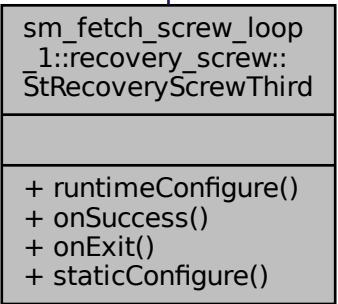 sm_fetch_screw_loop
_1::recovery_screw::
StRecoveryScrewThird
+ runtimeConfigure()
+ onSuccess()
+ onExit()
+ staticConfigure()